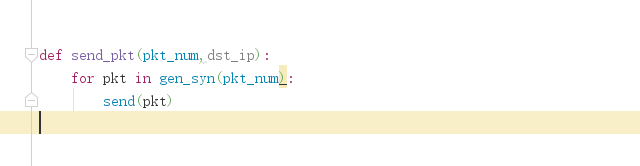 def send_pkt(pkt_num,dst_ip):
    for pkt in gen_syn(pkt_num):
        send(pkt)